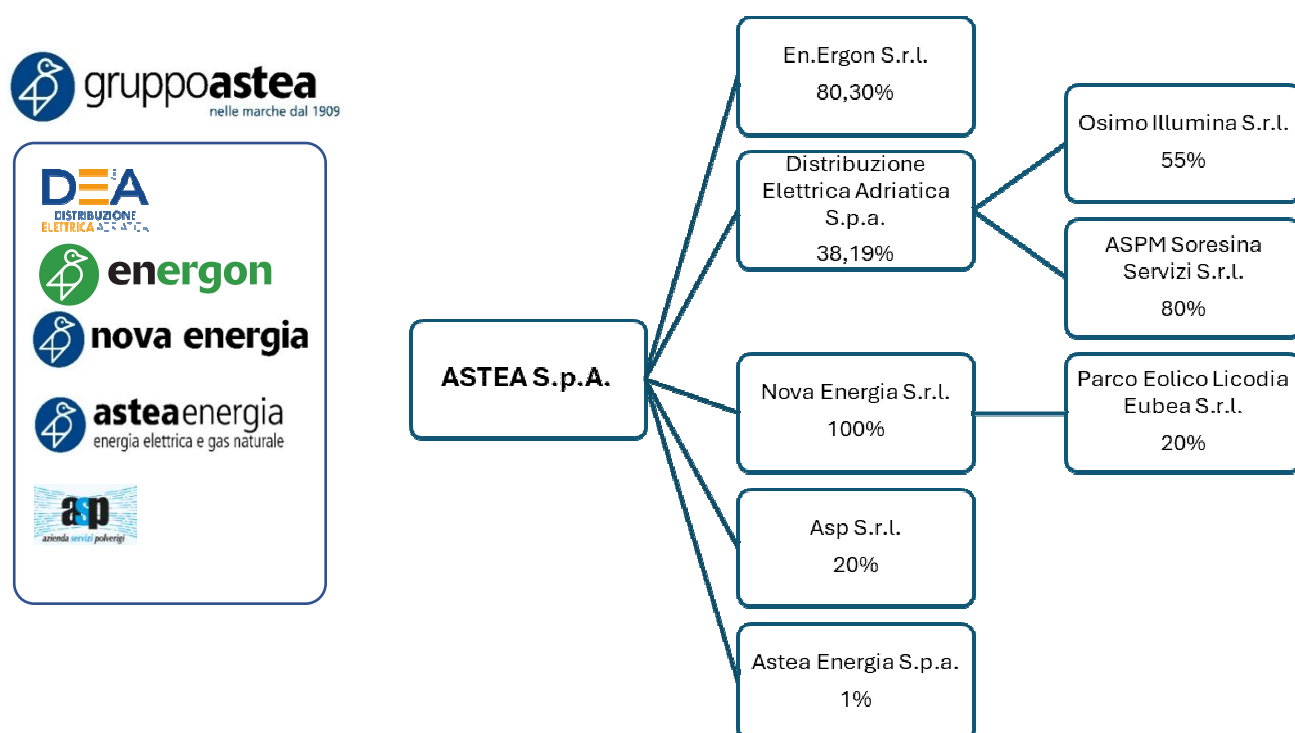 gruppoastea
nelle marche dal 1909
DEA
DISTRIBUZIONE
ELETTRICA ADRIATICA
energon
nova energia
asteaenergia
energia elettrica e gas naturale
asp
azienda servizi polverigi
ASTEA S.p.A.
En.Ergon S.r.l.
80,30%
Distribuzione
Elettrica Adriatica
S.p.a.
38,19%
Nova Energia S.r.l.
100%
Asp S.r.l.
20%
Astea Energia S.p.a.
1%
Osimo Illumina S.r.l.
55%
ASPM Soresina
Servizi S.r.l.
80%
Parco Eolico Licodia
Eubea S.r.l.
20%